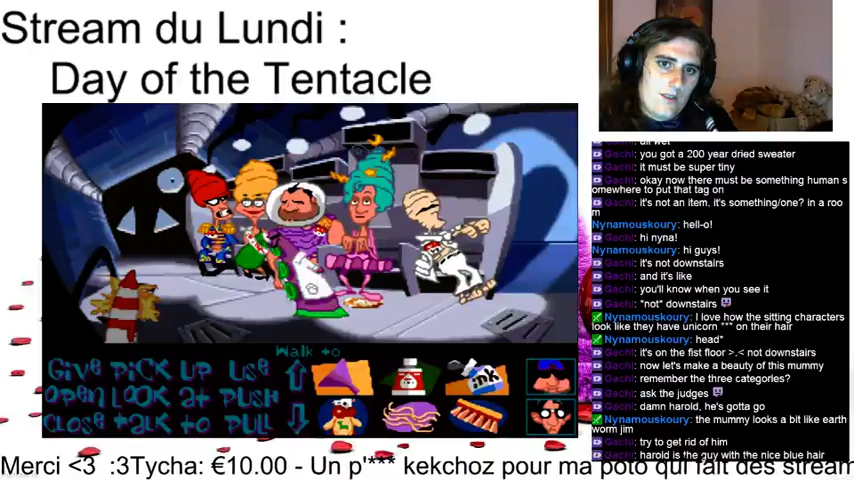 Stream du Lundi :
Day of the Tentacle
Gachi: you got a 200 year dried sweater
Gachi: it must be super tiny
Gachi: okay now there must be something human s
omewhere to put that tag on
Gachi: it's not an item, it's something/one? in a roo
m
Nynamouskoury: hell-o!
Gachi: hi nyna!
Nynamouskoury: hi guys!
Gachi: it's not downstairs
Gachi: and it's like
Gachi: you'll know when you see it
Gachi: *not* downstairs
Nynamouskoury: I love how the sitting characters
look like they have unicorn *** on their hair
Nynamouskoury: head*
Gachi: it's on the fist floor >.< not downstairs
Gachi: now let's make a beauty of this mummy
Gachi: remember the three categories?
Gachi: ask the judges
Gachi: damn harold, he's gotta go
Nynamouskoury: the mummy looks a bit like earth
worm jim
Gachi: try to get rid of him
Gachi: harold is the guy with the nice blue hair
Walk to
Give Pick up Use
Open Look at Push
Close Talk to Pull
ink
Merci <3 :3Tycha: €10.00 - Un p'*** kekchoz pour ma poto qui fait des stream